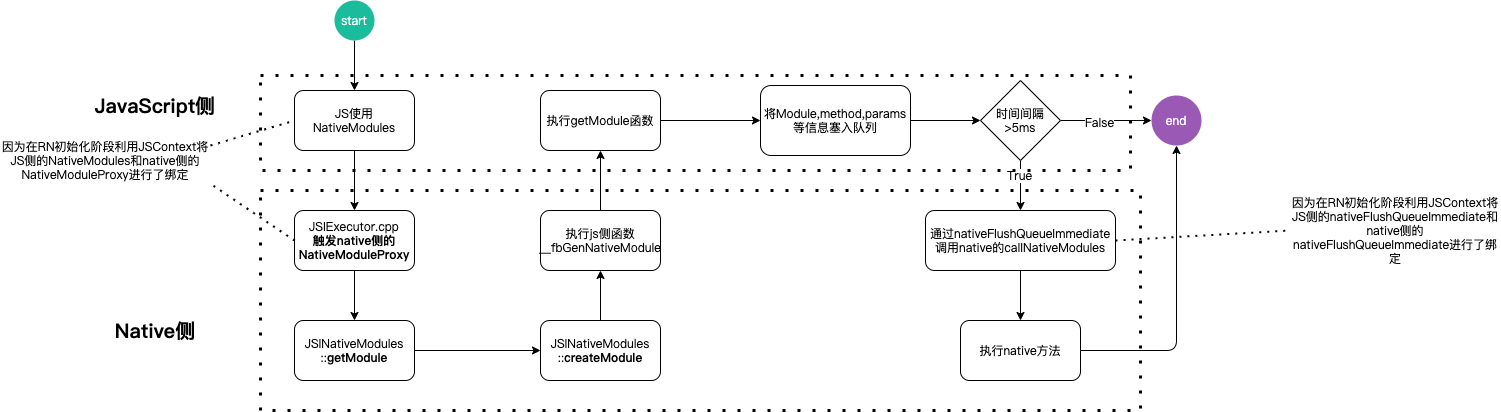 start
JavaScript侧
JS使用
NativeModules
执行getModule函数
将Module,method,params
等信息塞入队列
时间间隔
>5ms
False
end
True
因为在RN初始化阶段利用JSContext将
JS侧的NativeModules和native侧的
NativeModuleProxy进行了绑定
JSIExecutor.cpp
触发native侧的
NativeModuleProxy
执行js侧函数
__fbGenNativeModule
通过nativeFlushQueueImmediate
调用native的callNativeModules
因为在RN初始化阶段利用JSContext将
JS侧的nativeFlushQueueImmediate和
native侧的
nativeFlushQueueImmediate进行了绑
定
Native侧
JSINativeModules
::getModule
JSINativeModules
::createModule
执行native方法